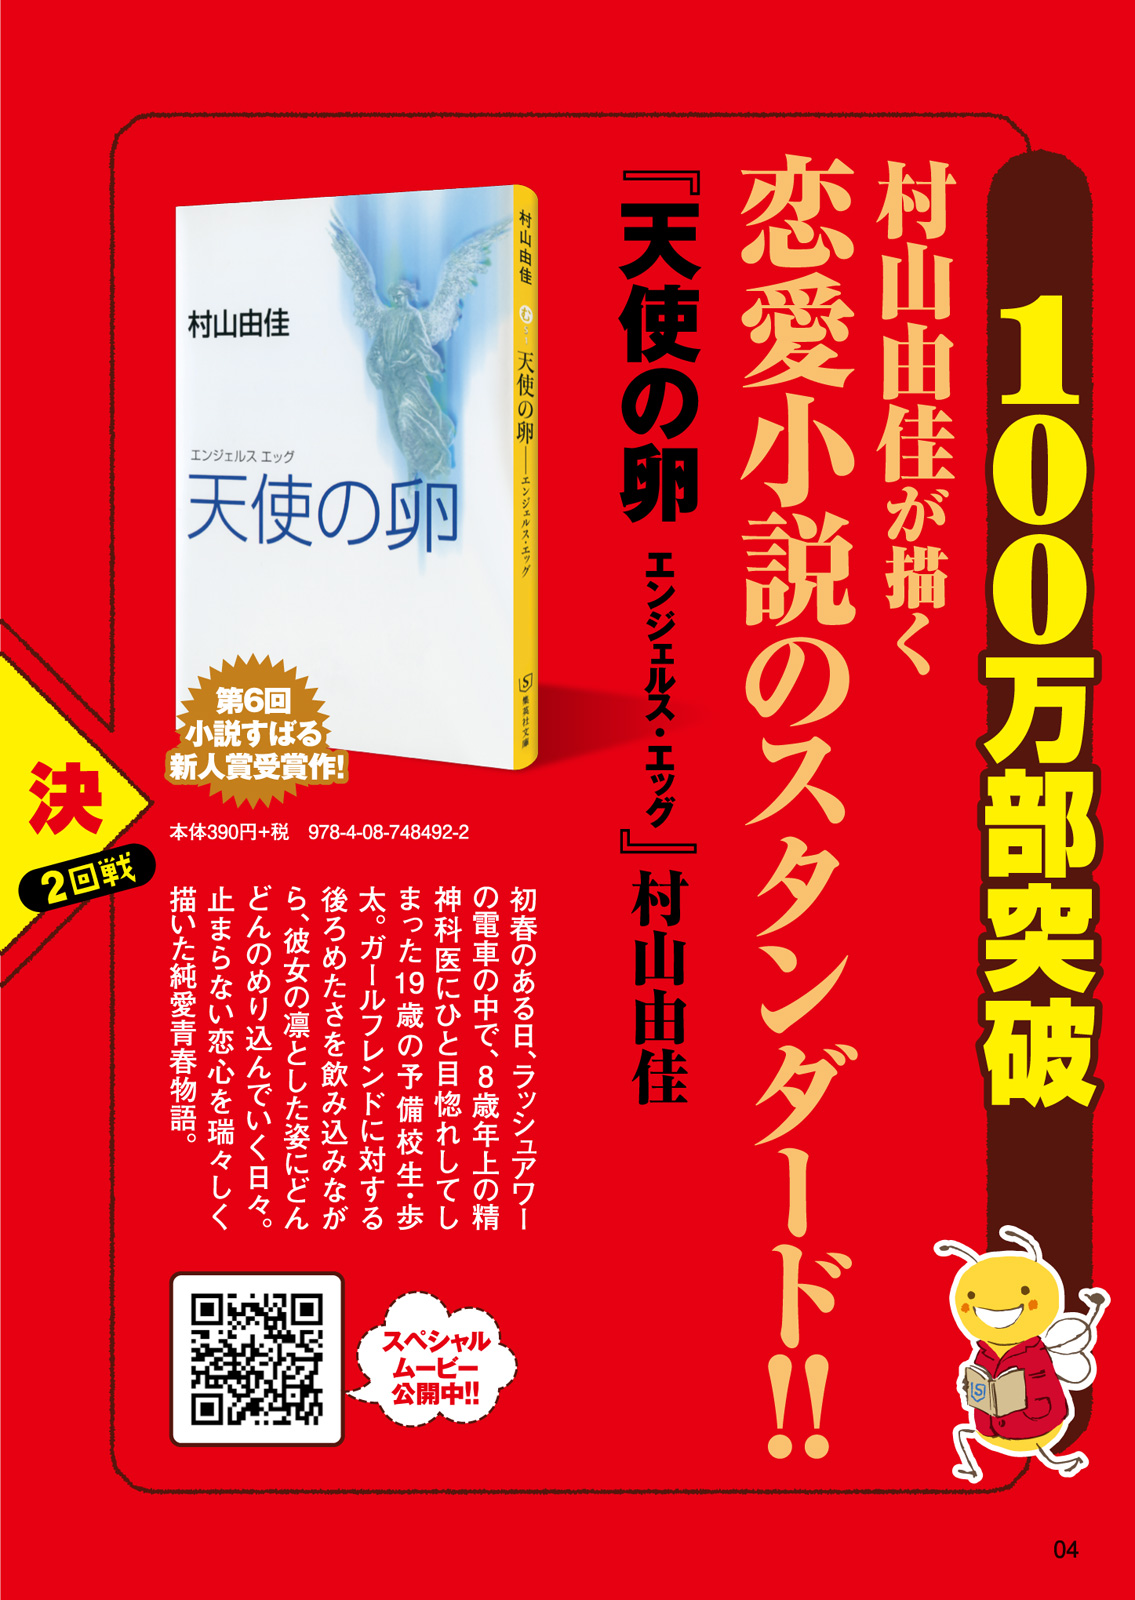 100万部突破
村山由佳が描く
恋愛小説のスタンダード!!
『天使の卵 エンジェルス・エッグ』村山由佳
村山由佳
エンジェルス エッグ
天使の卵
村山由佳
む
天使の卵――エンジェルス・エッグ
S
集英社文庫
第6回
小説すばる
新人賞受賞作!
本体390円+税 978-4-08-748492-2
決
2回戦
初春のある日、ラッシュアワー
の電車の中で、8歳年上の精
神科医にひと目惚れしてし
まった19歳の予備校生・歩
太。ガールフレンドに対する
後ろめたさを飲み込みなが
ら、彼女の凛とした姿にどん
どんのめり込んでいく日々。
止まらない恋心を瑞々しく
描いた純愛青春物語。
スペシャル
ムービー
公開中!!
S
04